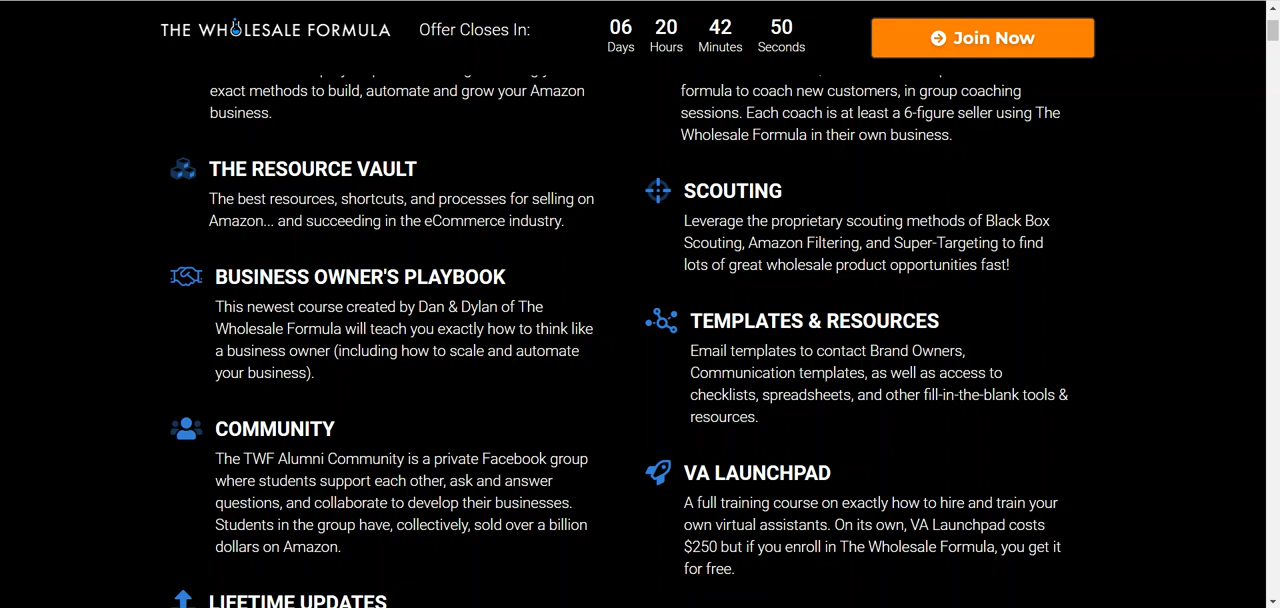 THE WHOLESALE FORMULA
Offer Closes In:
06 20 42 50
Days Hours Minutes Seconds
Join Now
exact methods to build, automate and grow your Amazon
business.
THE RESOURCE VAULT
The best resources, shortcuts, and processes for selling on
Amazon... and succeeding in the eCommerce industry.
BUSINESS OWNER'S PLAYBOOK
This newest course created by Dan & Dylan of The
Wholesale Formula will teach you exactly how to think like
a business owner (including how to scale and automate
your business).
COMMUNITY
The TWF Alumni Community is a private Facebook group
where students support each other, ask and answer
questions, and collaborate to develop their businesses.
Students in the group have, collectively, sold over a billion
dollars on Amazon.
LIFETIME UPDATES
formula to coach new customers, in group coaching
sessions. Each coach is at least a 6-figure seller using The
Wholesale Formula in their own business.
SCOUTING
Leverage the proprietary scouting methods of Black Box
Scouting, Amazon Filtering, and Super-Targeting to find
lots of great wholesale product opportunities fast!
TEMPLATES & RESOURCES
Email templates to contact Brand Owners,
Communication templates, as well as access to
checklists, spreadsheets, and other fill-in-the-blank tools &
resources.
VA LAUNCHPAD
A full training course on exactly how to hire and train your
own virtual assistants. On its own, VA Launchpad costs
$250 but if you enroll in The Wholesale Formula, you get it
for free.